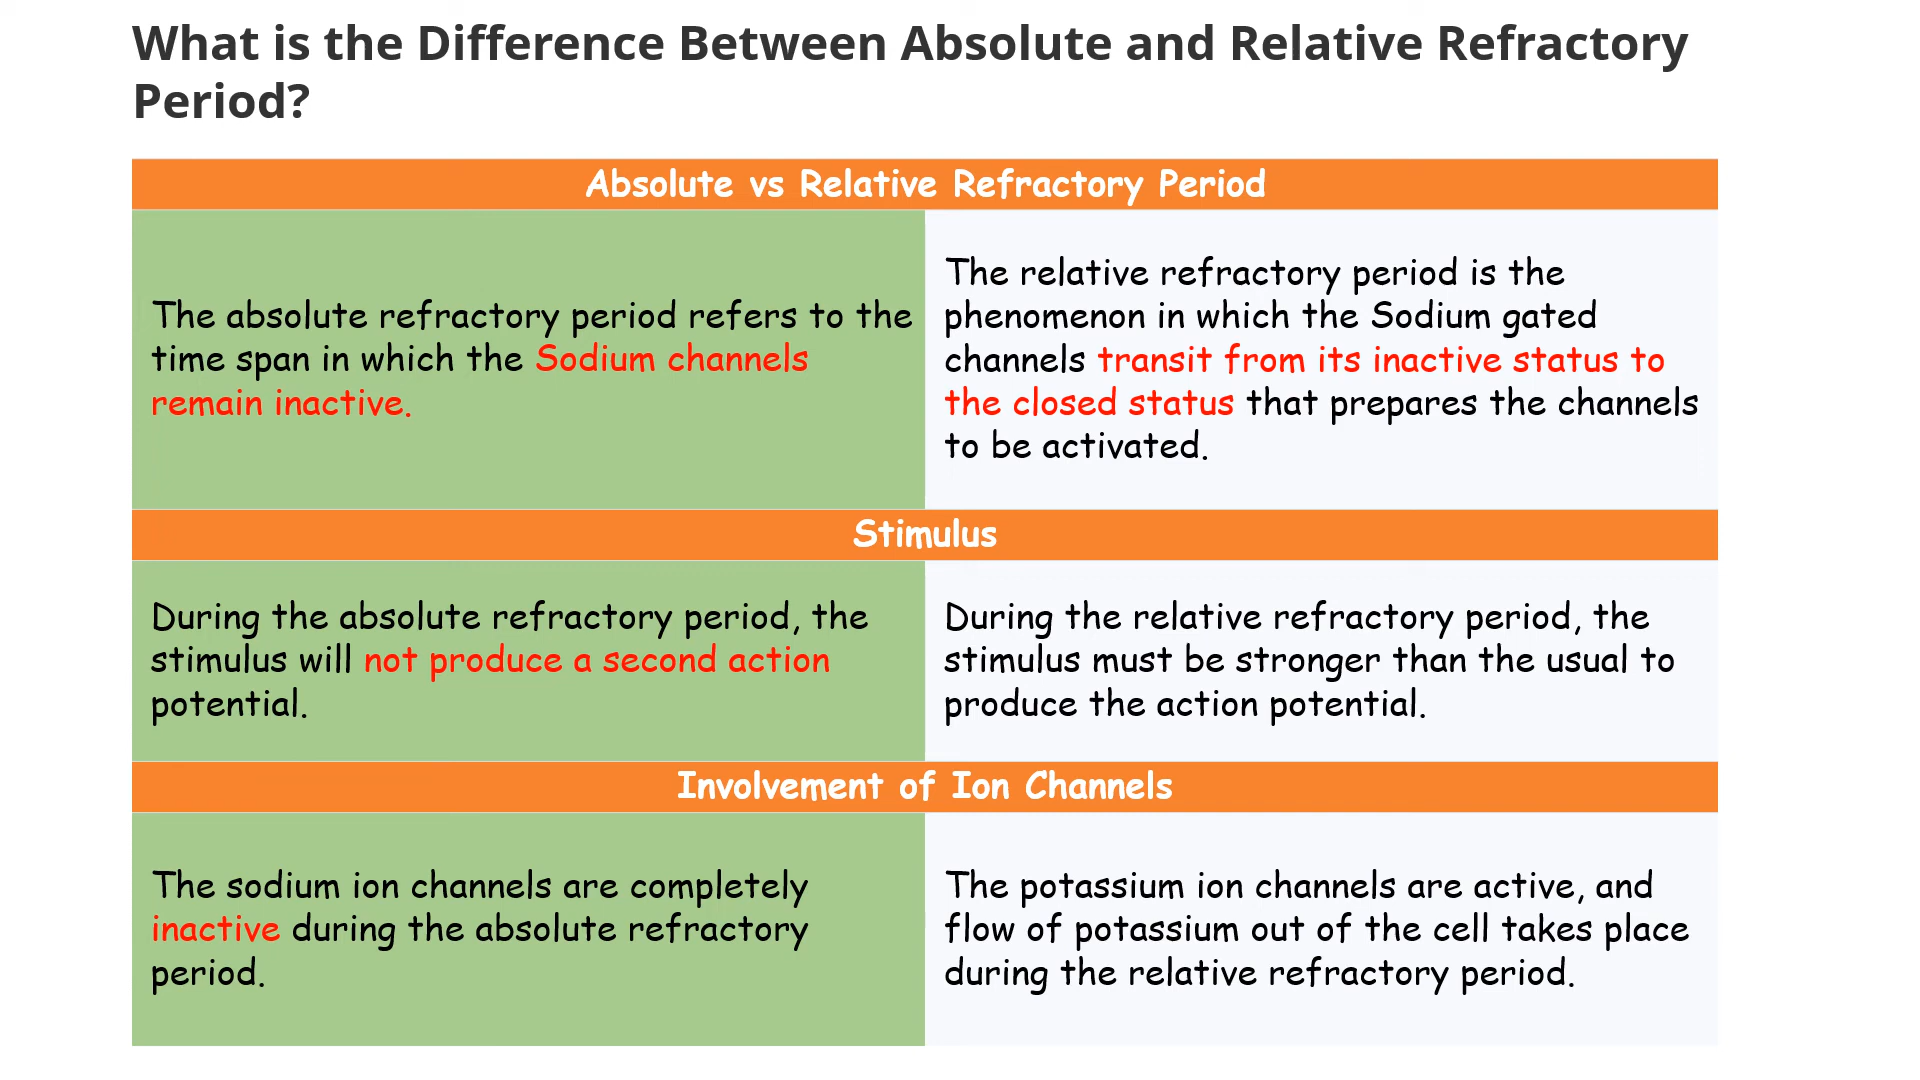 What is the Difference Between Absolute and Relative Refractory
Period?
Absolute vs Relative Refractory Period
The absolute refractory period refers to the
time span in which the Sodium channels
remain inactive.
The relative refractory period is the
phenomenon in which the Sodium gated
channels transit from its inactive status to
the closed status that prepares the channels
to be activated.
Stimulus
During the absolute refractory period, the
stimulus will not produce a second action
potential.
During the relative refractory period, the
stimulus must be stronger than the usual to
produce the action potential.
Involvement of Ion Channels
The sodium ion channels are completely
inactive during the absolute refractory
period.
The potassium ion channels are active, and
flow of potassium out of the cell takes place
during the relative refractory period.